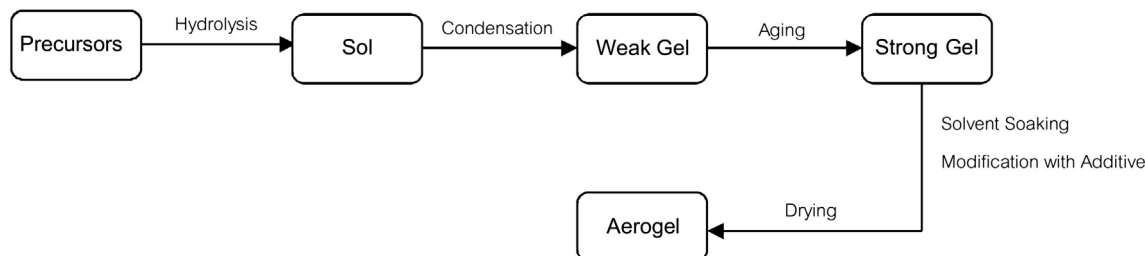 Precursors
Hydrolysis
Sol
Condensation
Weak Gel
Aging
Strong Gel
Solvent Soaking
Modification with Additive
Drying
Aerogel